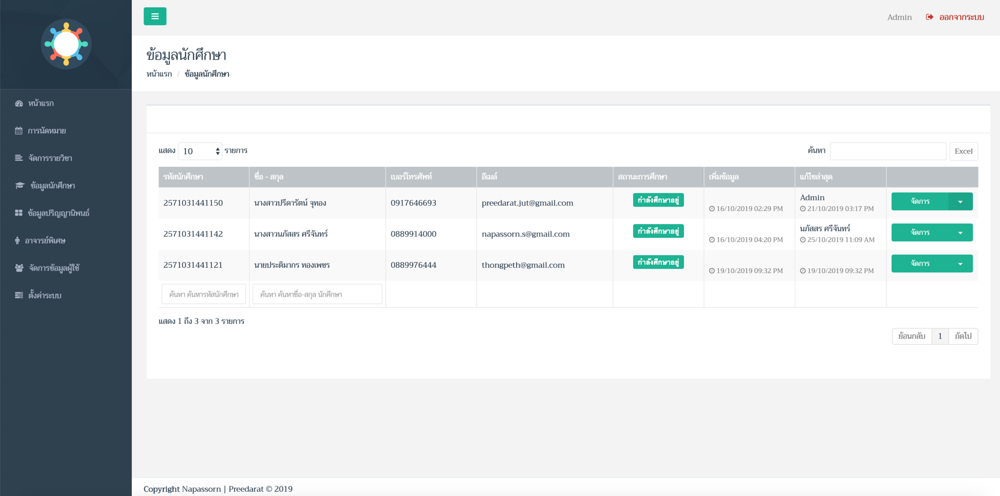 Admin ออกจากระบบ
ข้อมูลนักศึกษา
หน้าแรก / ข้อมูลนักศึกษา
หน้าแรก
การนัดหมาย
จัดการรายวิชา
ข้อมูลนักศึกษา
ข้อมูลปริญญานิพนธ์
อาจารย์พิเศษ
จัดการข้อมูลผู้ใช้
ตั้งค่าระบบ
แสดง 10 รายการ
ค้นหา Excel
รหัสนักศึกษา ชื่อ - สกุล เบอร์โทรศัพท์ อีเมล์ สถานะการศึกษา เพิ่มข้อมูล แก้ไขล่าสุด
2571031441150 นางสาวปรีดารัตน์ จุทอง 0917646693 preedarat.jut@gmail.com กำลังศึกษาอยู่ 16/10/2019 02:29 PM Admin 21/10/2019 03:17 PM จัดการ
2571031441142 นางสาวนภัสสร ศรีจันทร์ 0889914000 napassorn.s@gmail.com กำลังศึกษาอยู่ 16/10/2019 04:20 PM นภัสสร ศรีจันทร์ 25/10/2019 11:09 AM จัดการ
2571031441121 นายประติมากร ทองเพชร 0889976444 thongpeth@gmail.com กำลังศึกษาอยู่ 19/10/2019 09:32 PM 19/10/2019 09:32 PM จัดการ
ค้นหา ค้นหารหัสนักศึกษา ค้นหา ค้นหาชื่อ-สกุล นักศึกษา
แสดง 1 ถึง 3 จาก 3 รายการ
ย้อนกลับ 1 ถัดไป
Copyright Napassorn | Preedarat © 2019